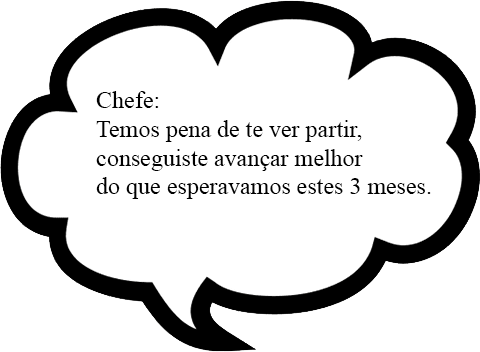 Chefe:
Temos pena de te ver partir,
conseguiste avançar melhor
do que esperavamos estes 3 meses.